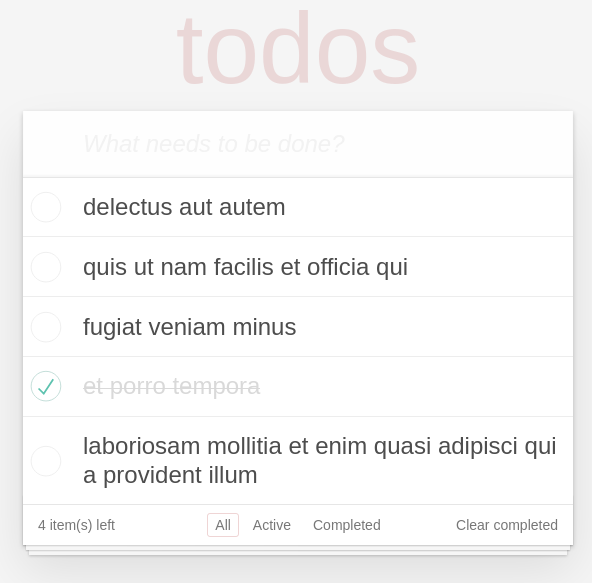 todos
What needs to be done?
delectus aut autem
quis ut nam facilis et officia qui
fugiat veniam minus
et porro tempora
laboriosam mollitia et enim quasi adipisci qui
a provident illum
4 item(s) left All Active Completed Clear completed